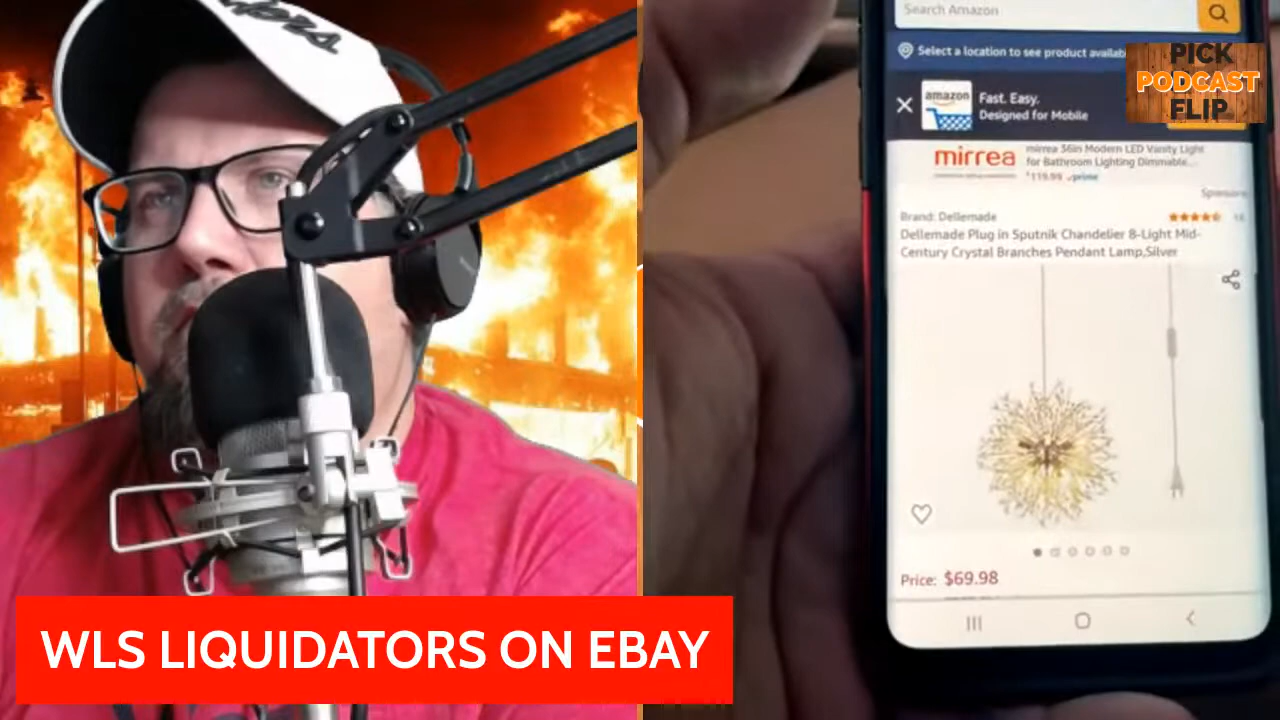 Search Amazon
Select a location to see product availab
PICK
PODCAST
FLIP
amazon
Fast. Easy.
Designed for Mobile
mirrea
mirrea 36in Modern LED Vanity Light
for Bathroom Lighting Dimmable...
$119.99 prime
Sponsore
Brand: Dellemade
Dellemade Plug in Sputnik Chandelier 8-Light Mid-
Century Crystal Branches Pendant Lamp,Silver
Price: $69.98
WLS LIQUIDATORS ON EBAY